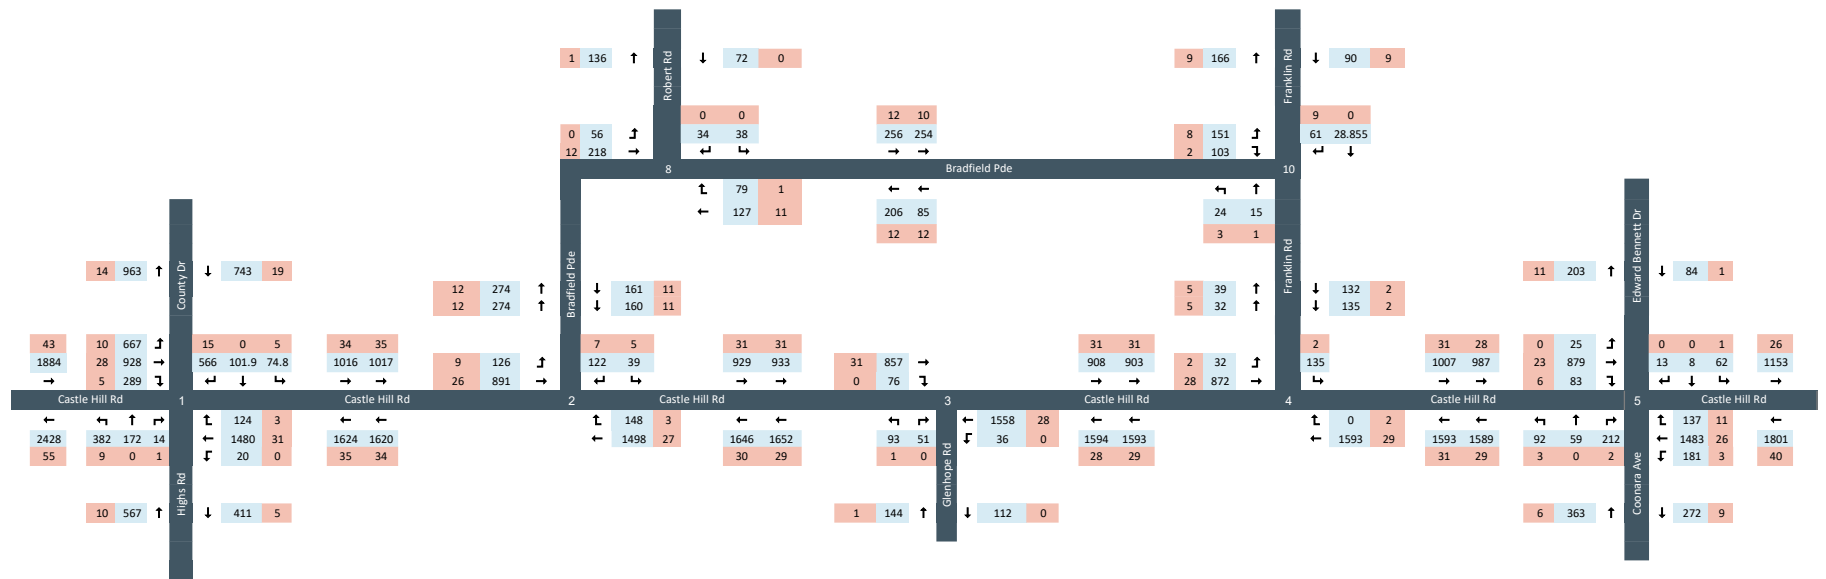 1 136 ↑ ↓ 72 0
9 166 ↑ ↓ 90 9
Robert Rd
Franklin Rd
0 0
12 10
9 0
0 56 34 38
256 254
8 151 61 28.855
12 218 →
→ →
2 103 ↓
8 Bradfield Pde 10
79 1
← ←
↑
← 127 11
206 85
24 15
12 12
3 1
County Dr
Bradfield Pde
Franklin Rd
Edward Bennett Dr
14 963 ↑ ↓ 743 19
11 203 ↑ ↓ 84 1
12 274 ↑ ↓ 161 11
5 39 ↑ ↓ 132 2
12 274 ↑ ↓ 160 11
5 32 ↑ ↓ 135 2
43 10 667 15 0 5 34 35 7 5 31 31 31 31 2 31 28 0 25 0 0 1 26
1884 28 928 → 566 101.9 74.8 1016 1017 9 126 122 39 929 933 31 857 → 908 903 2 32 135 1007 987 23 879 → 13 8 62 1153
→ 5 289 ↓ → → 26 891 → → → 0 76 → → 28 872 → → → 6 83 ↓ →
Castle Hill Rd 1 Castle Hill Rd 2 Castle Hill Rd 3 Castle Hill Rd 4 Castle Hill Rd 5 Castle Hill Rd
← ↑ 124 3 ← ← 148 3 ← ← ← 1558 28 ← ← 0 2 ← ← ↑ 137 11 ←
2428 382 172 14 ← 1480 31 1624 1620 ← 1498 27 1646 1652 93 51 36 0 1594 1593 ← 1593 29 1593 1589 92 59 212 ← 1483 26 1801
55 9 0 1 20 0 35 34 30 29 1 0 28 29 31 29 3 0 2 181 3 40
Highs Rd
Glenhope Rd
Coonara Ave
10 567 ↑ ↓ 411 5
1 144 ↑ ↓ 112 0
6 363 ↑ ↓ 272 9